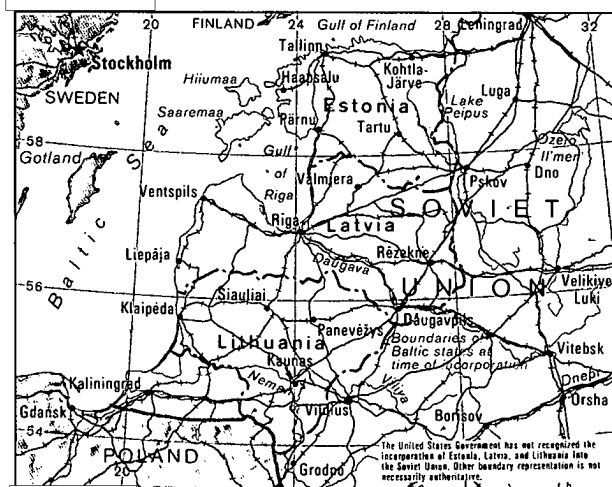 20
FINLAND
24
Gulf of Finland
28
Leningrad
32
Tallinn
Stockholm
Hiiumaa
Haapsalu
Kohtla-
Järve
SWEDEN
Saaremaa
Estonia
Luga
Lake
Peipus
Pärnu
Tartu
58
Ozero
Il'men'
Gotland
Gulf
of
Riga
Valmiera
Pskov
Dno
Baltic Sea
Ventspils
SOVIET
Riga
Latvia
Liepāja
Daugava
Rēzekne
56
UNION
Velikiye
Luki
Siauliai
Klaipėda
Panevėžys
Daugavpils
Lithuania
Boundaries of
Baltic states at
time of incorporation
Vitebsk
Kaunas
Kaliningrad
Neman
Viliya
Dnepr
Orsha
Gdańsk
Vilnius
Borisov
54
POLAND
20
Grodno
The United States Government has not recognized the
incorporation of Estonia, Latvia, and Lithuania into
the Soviet Union. Other boundary representation is not
necessarily authoritative.